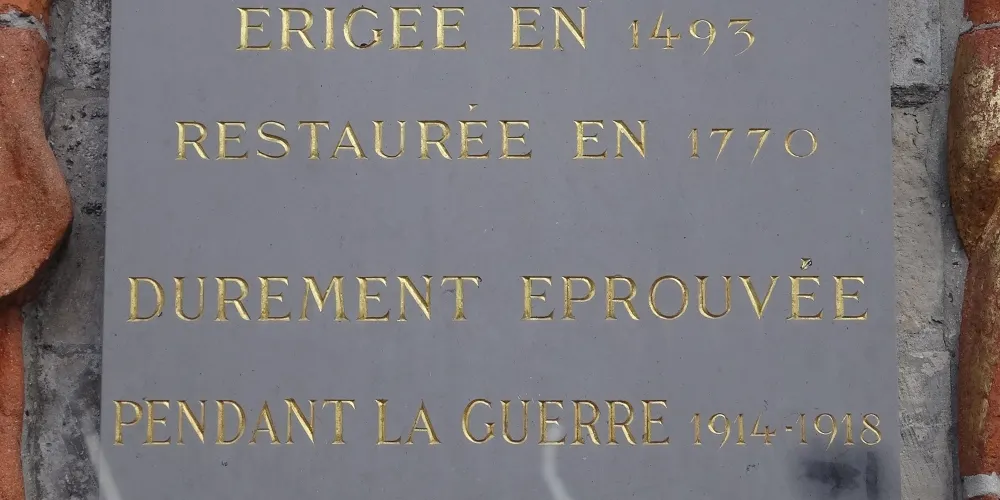 ERIGEE EN 1493
RESTAURÉE EN 1770
DUREMENT EPROUVÉE
PENDANT LA GUERRE 1914-1918